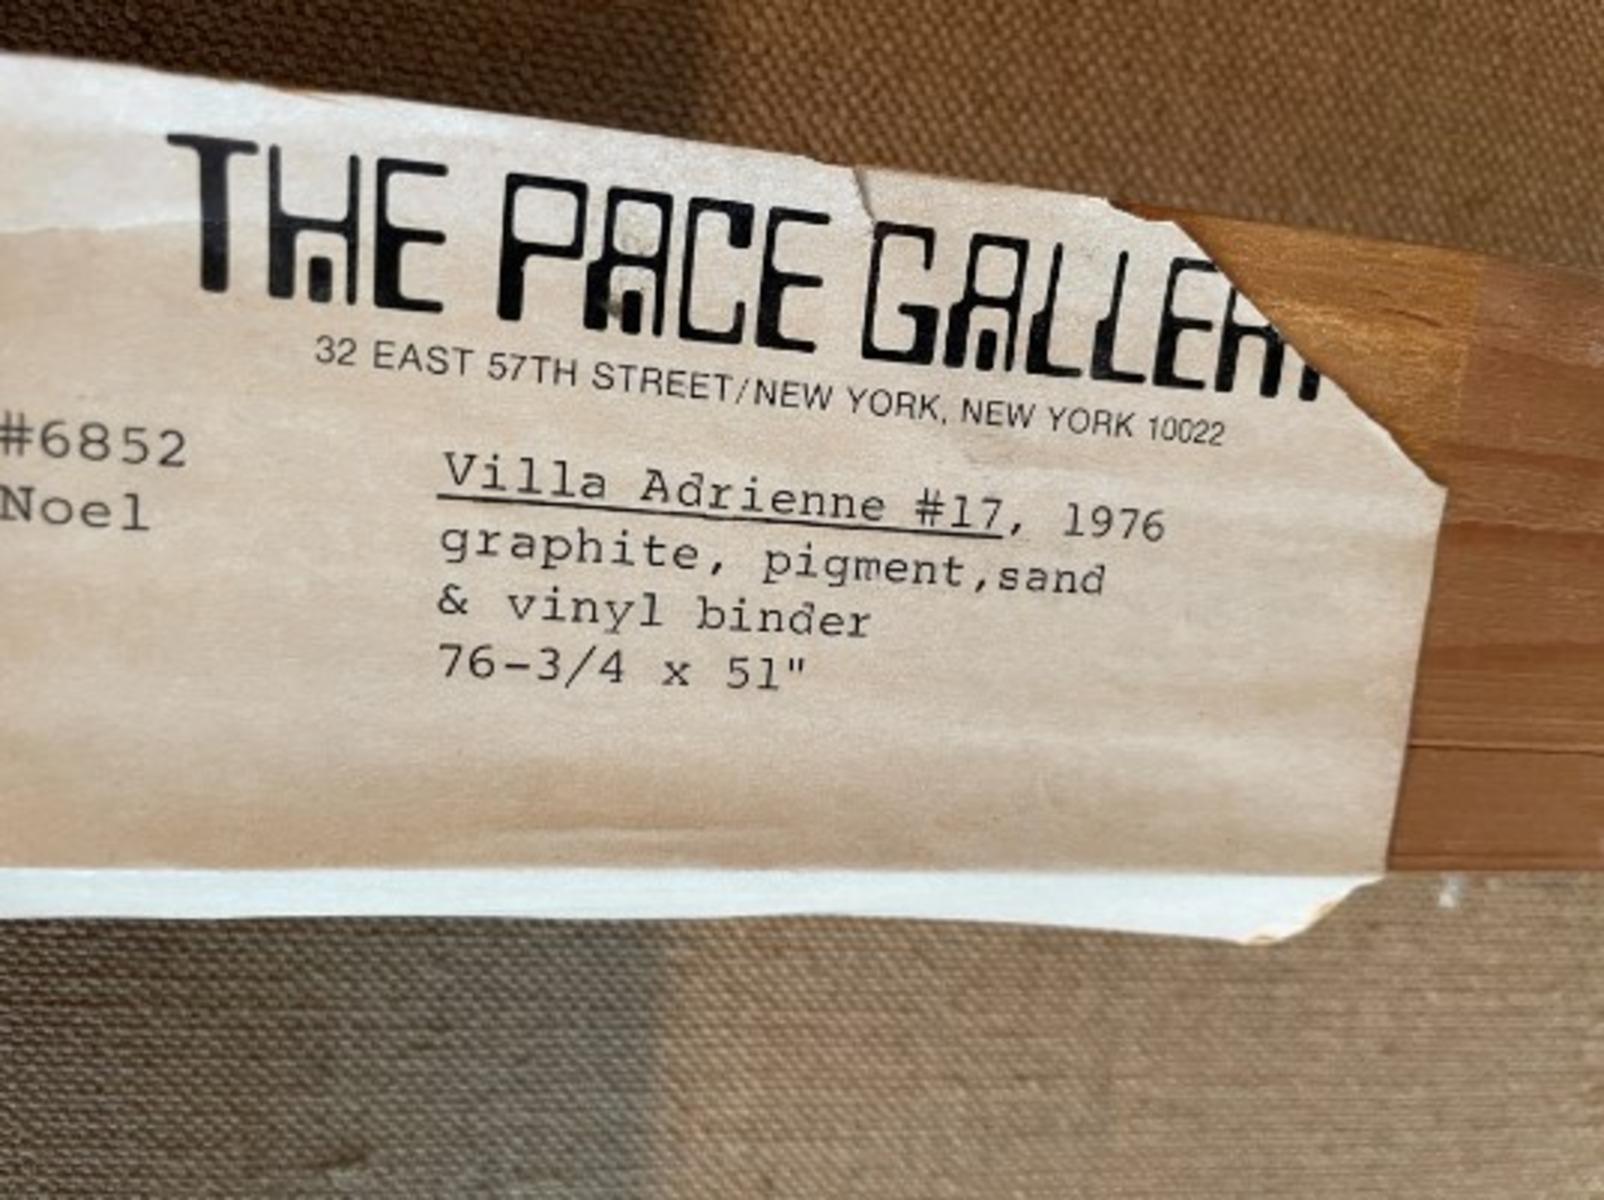 THE PACE GALLERY
32 EAST 57TH STREET/NEW YORK, NEW YORK 10022
#6852
Noel
Villa Adrienne #17, 1976
graphite, pigment,sand
& vinyl binder
76-3/4 x 51"